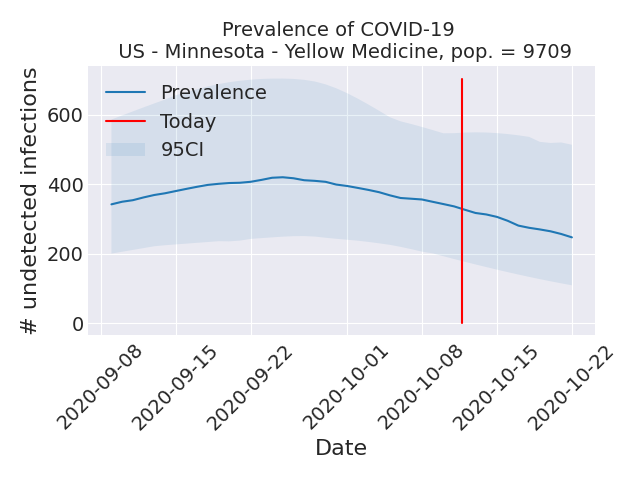 Prevalence of COVID-19
US - Minnesota - Yellow Medicine, pop. = 9709
# undetected infections
600
400
200
0
Prevalence
Today
95CI
2020-09-08
2020-09-15
2020-09-22
2020-10-01
2020-10-08
2020-10-15
2020-10-22
Date